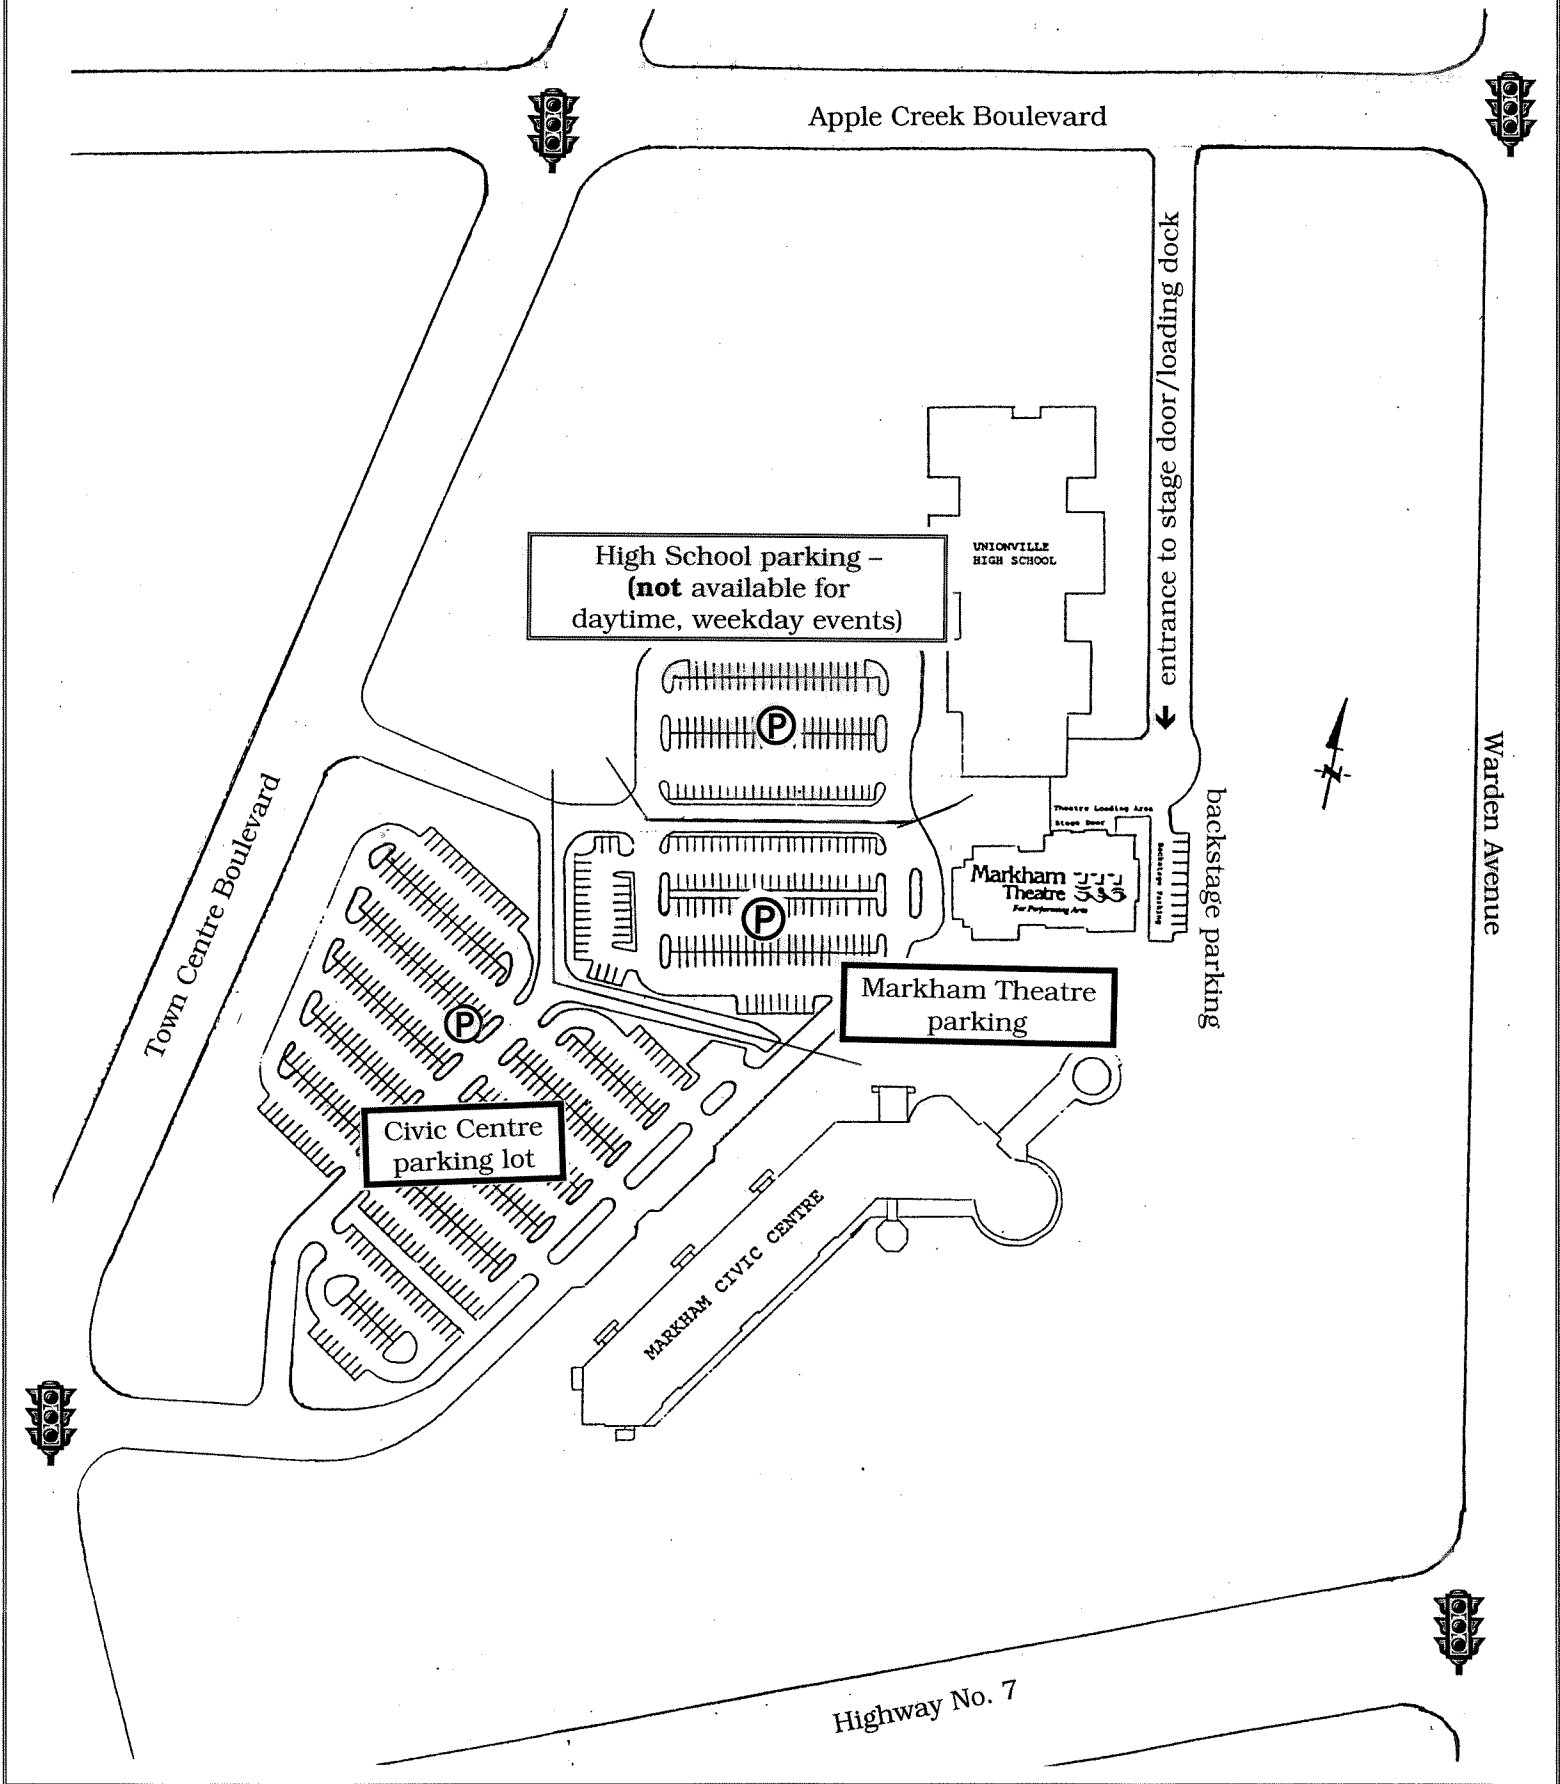 Apple Creek Boulevard
entrance to stage door/loading dock
UNIONVILLE
HIGH SCHOOL
High School parking –
(not available for
daytime, weekday events)
P
Warden Avenue
N
Town Centre Boulevard
Theatre Loading Area
Stage Door
Markham
Theatre
For Performing Arts
Backstage Parking
backstage parking
P
Markham Theatre
parking
P
Civic Centre
parking lot
MARKHAM CIVIC CENTRE
Highway No. 7